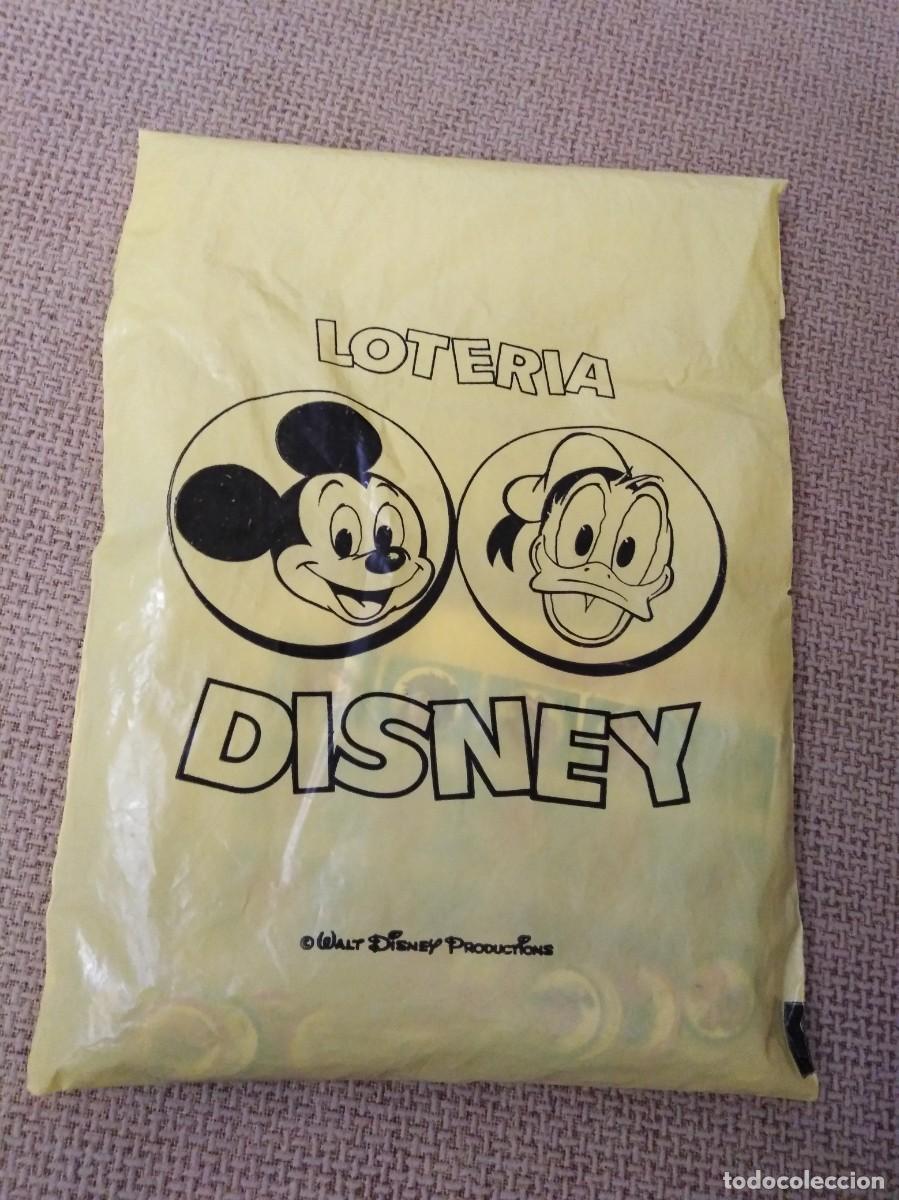 LOTERIA
DISNEY
© WALT DISNEY PRODUCTIONS
todocoleccion